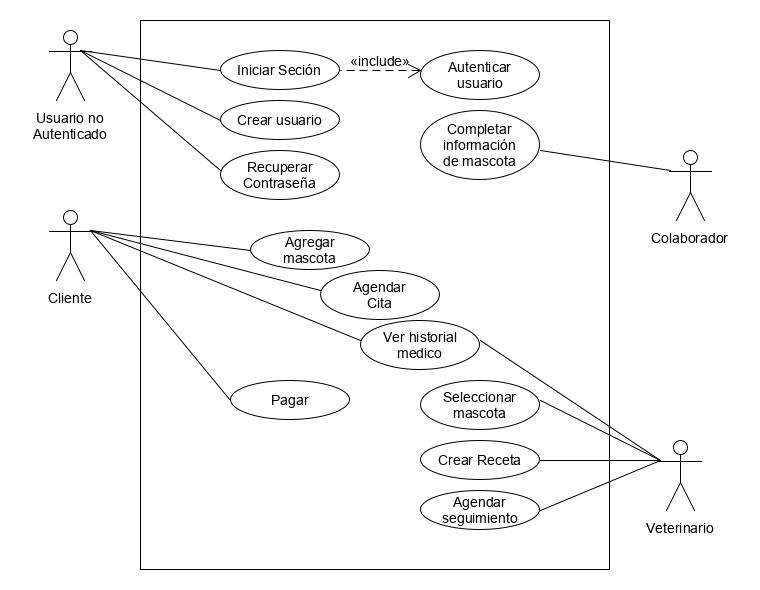 Usuario no
Autenticado
Iniciar Seción
«include»
Autenticar
usuario
Crear usuario
Completar
información
de mascota
Recuperar
Contraseña
Colaborador
Cliente
Agregar
mascota
Agendar
Cita
Ver historial
medico
Pagar
Seleccionar
mascota
Crear Receta
Agendar
seguimiento
Veterinario